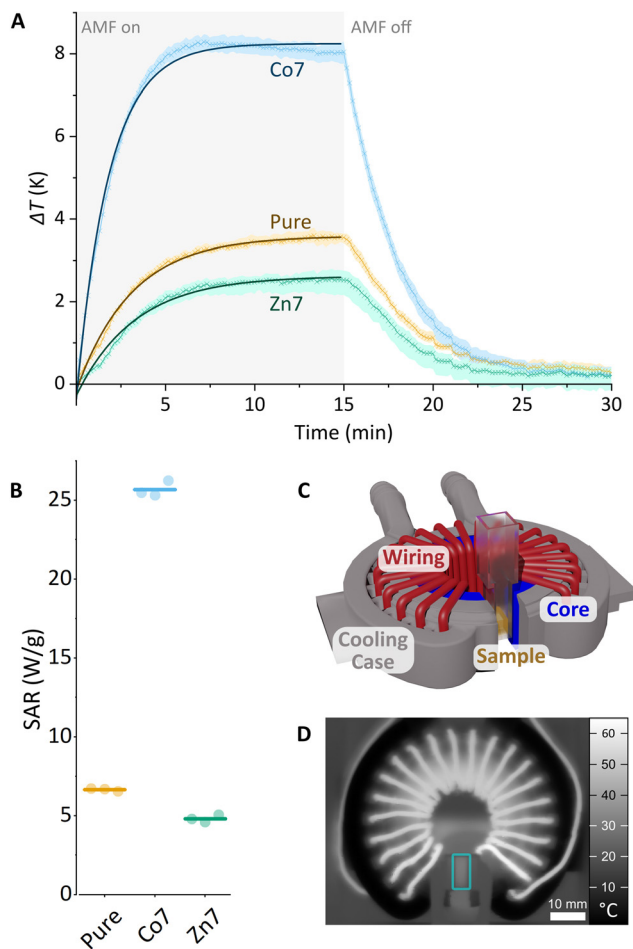 A
AMF on
AMF off
8
6
4
2
0
Co7
Pure
Zn7
ΔT (K)
5
10
15
20
25
30
Time (min)
B
25
20
15
10
5
0
SAR (W/g)
Pure
Co7
Zn7
C
Wiring
Core
Cooling
Case
Sample
D
60
50
40
30
20
10
°C
10 mm